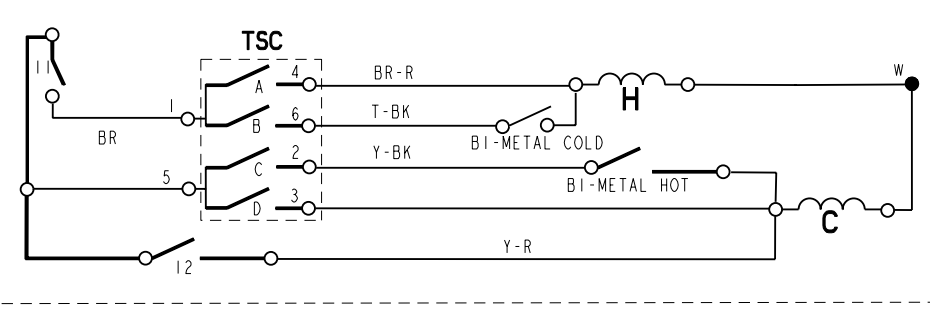 TSC
11
4
BR-R
W
A
H
1
6
T-BK
BR
B
BI-METAL COLD
2
Y-BK
5
C
BI-METAL HOT
3
D
C
Y-R
12